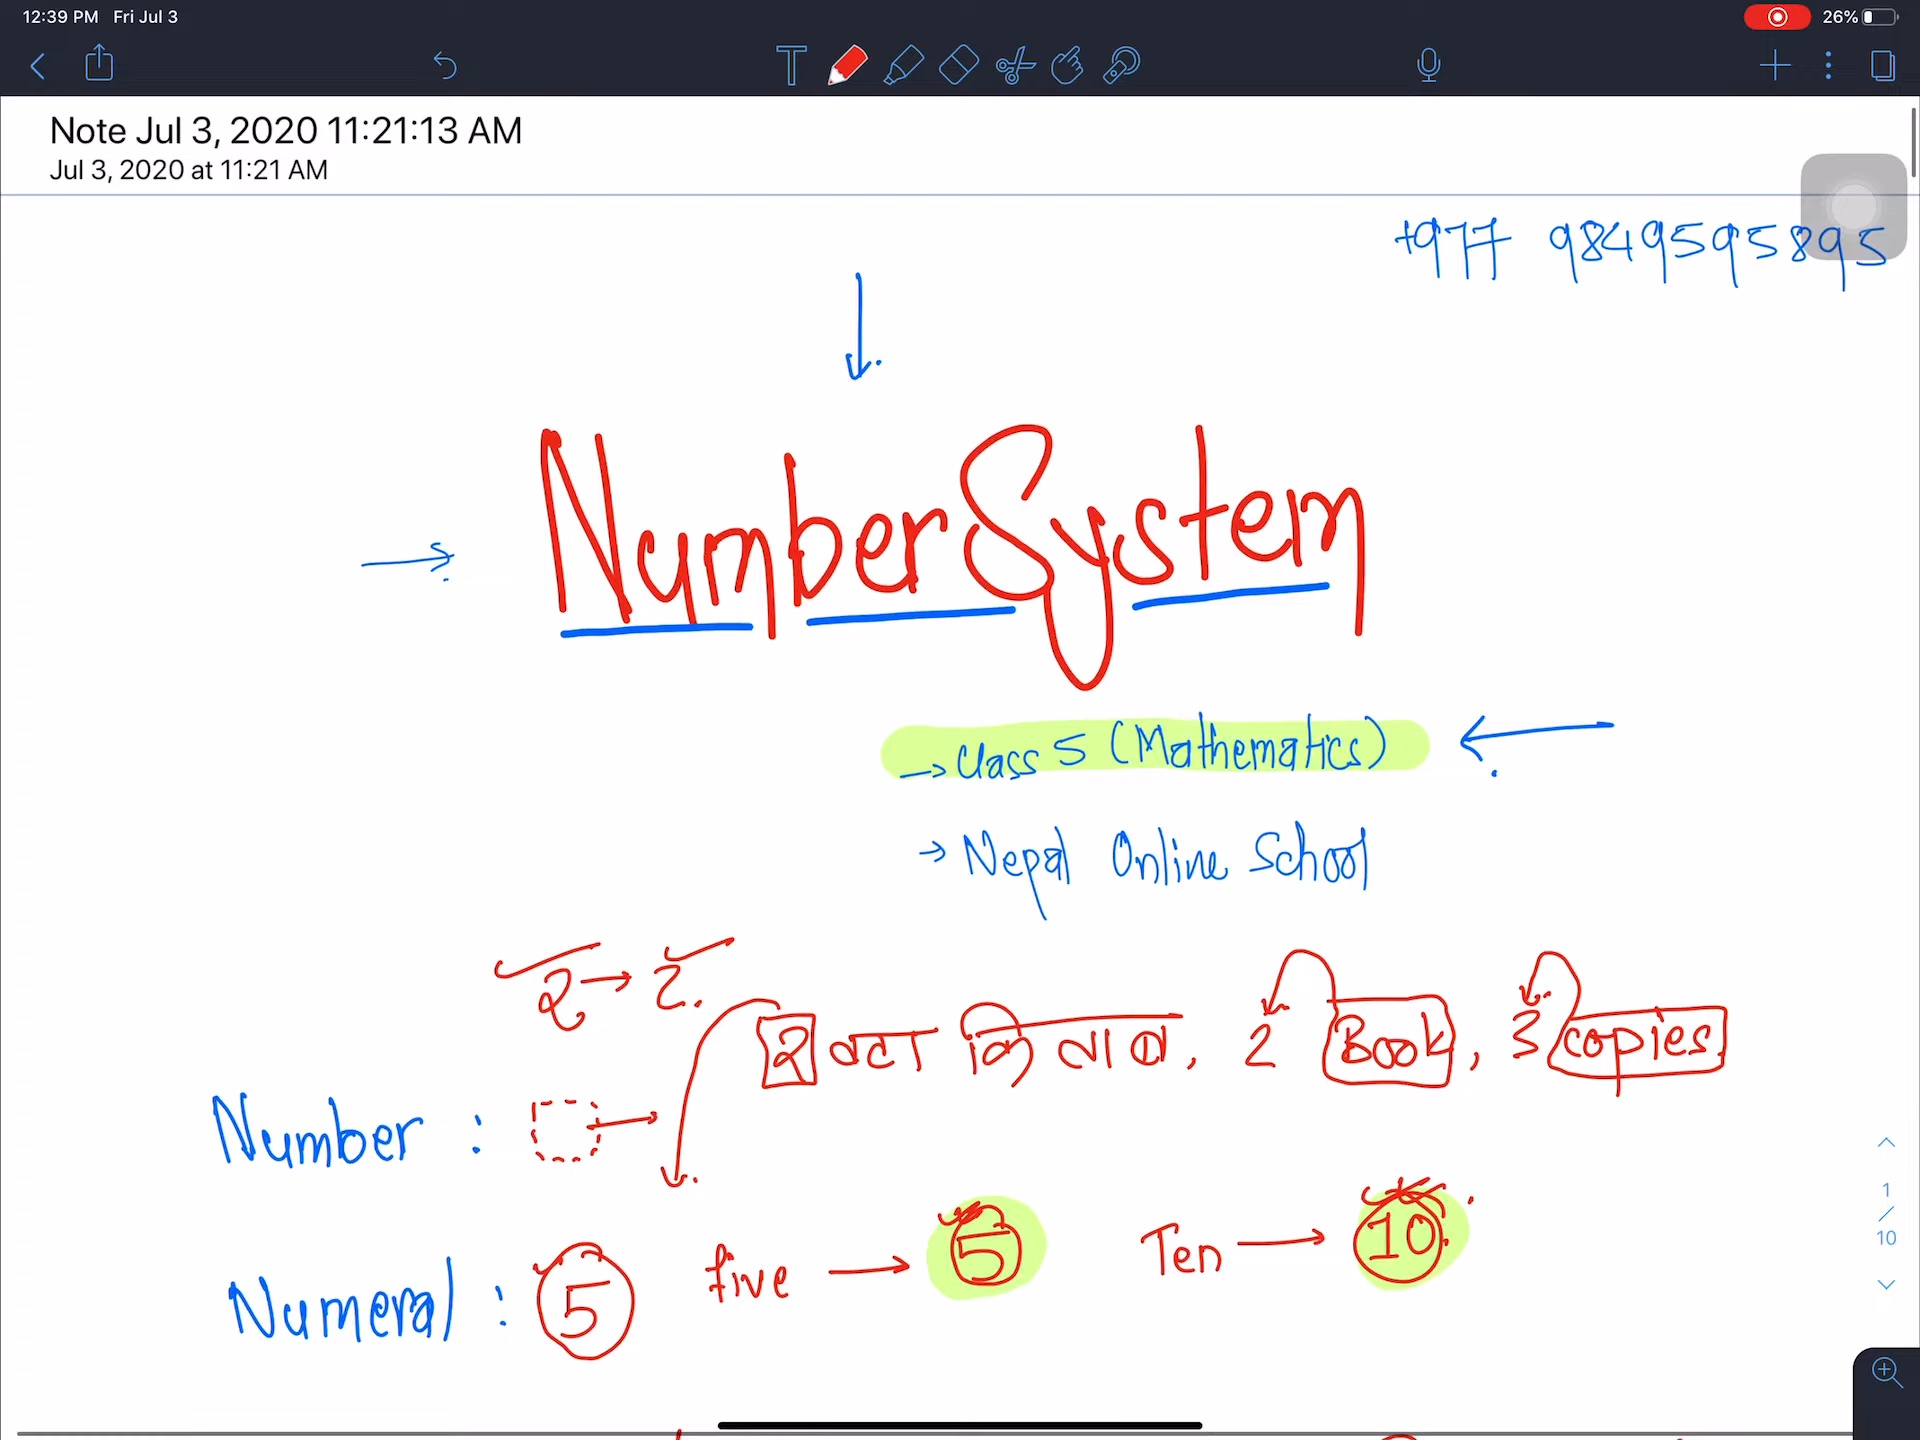 12:39 PM Fri Jul 3
26%
Note Jul 3, 2020 11:21:13 AM
Jul 3, 2020 at 11:21 AM
+977 9849595895
Number System
→ Class 5 (Mathematics)
→ Nepal Online School
२ → 2.
२ वटा किताब, 2 Book, 3 copies
Number :
Numeral : 5 five → 5 Ten → 10
1
/
10